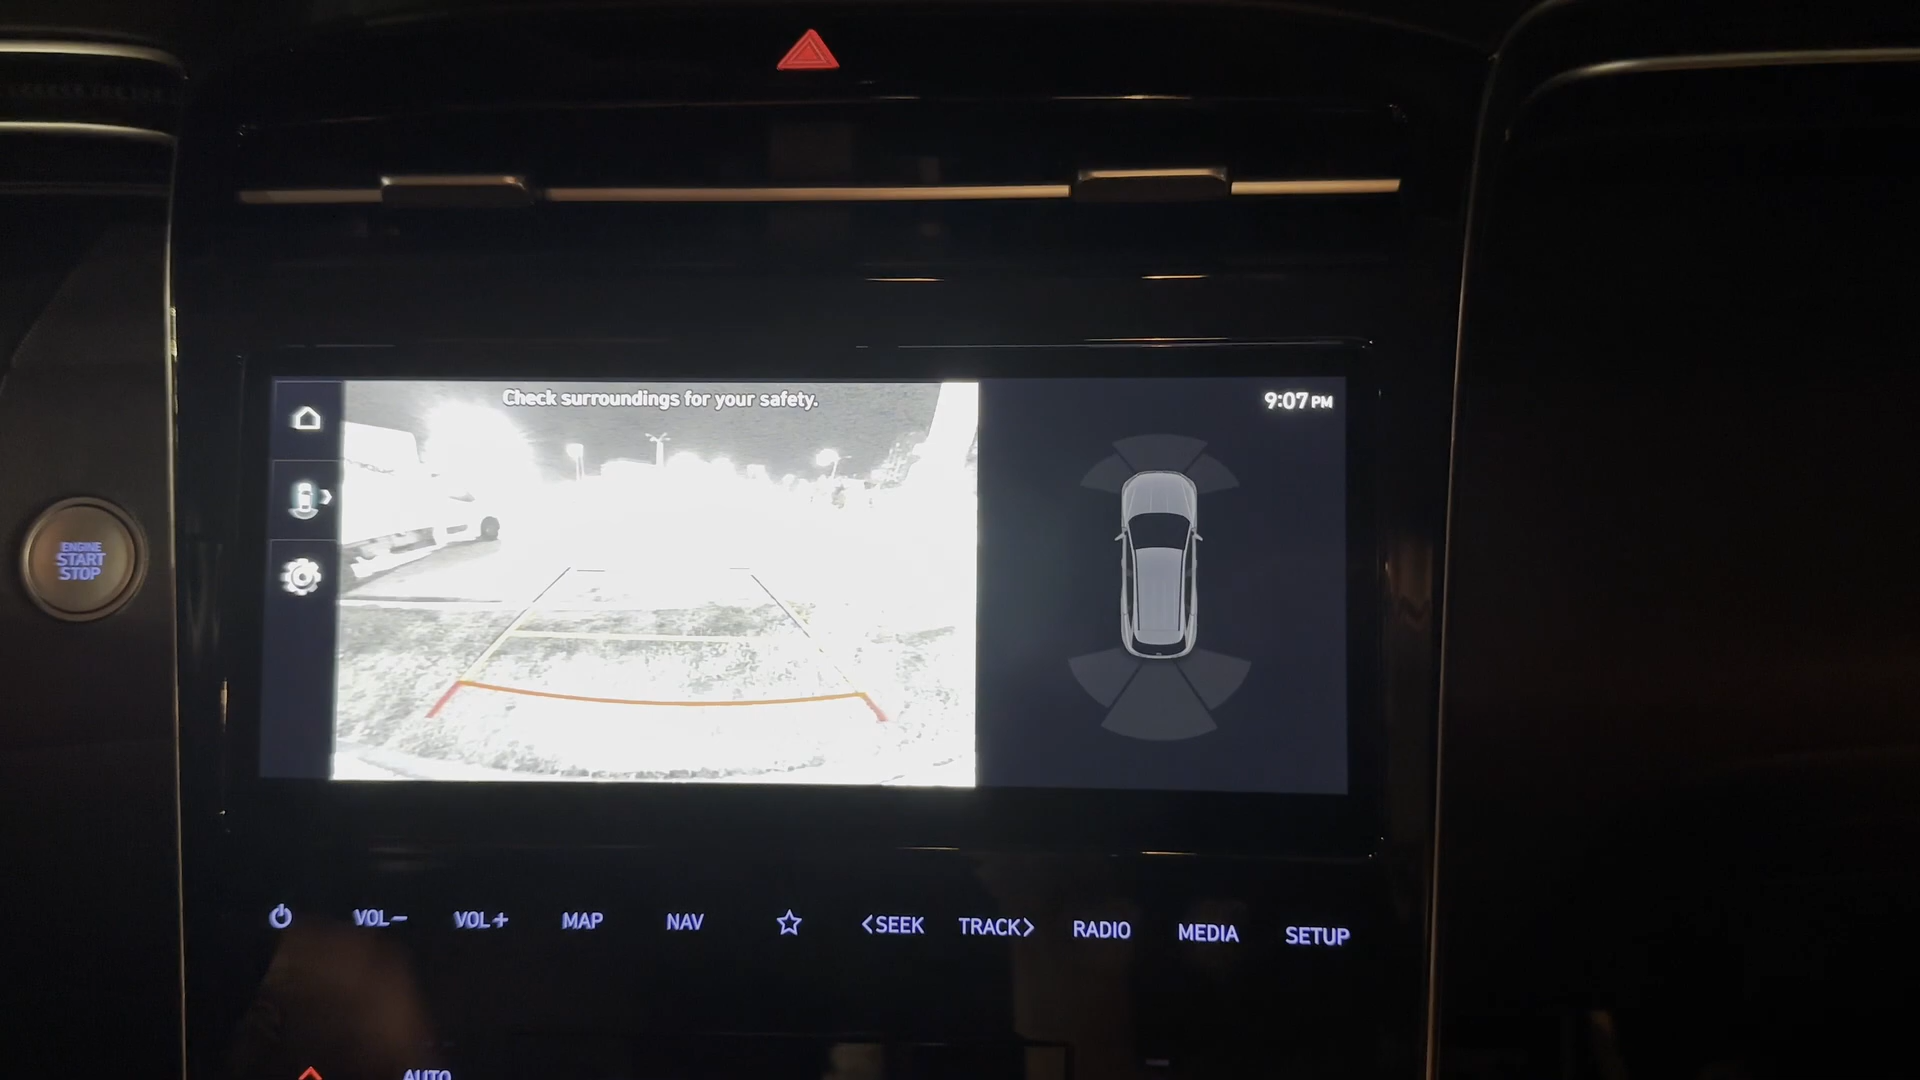 Check surroundings for your safety.
9:07 PM
ENGINE
START
STOP
VOL− VOL+ MAP NAV <SEEK TRACK> RADIO MEDIA SETUP
AUTO